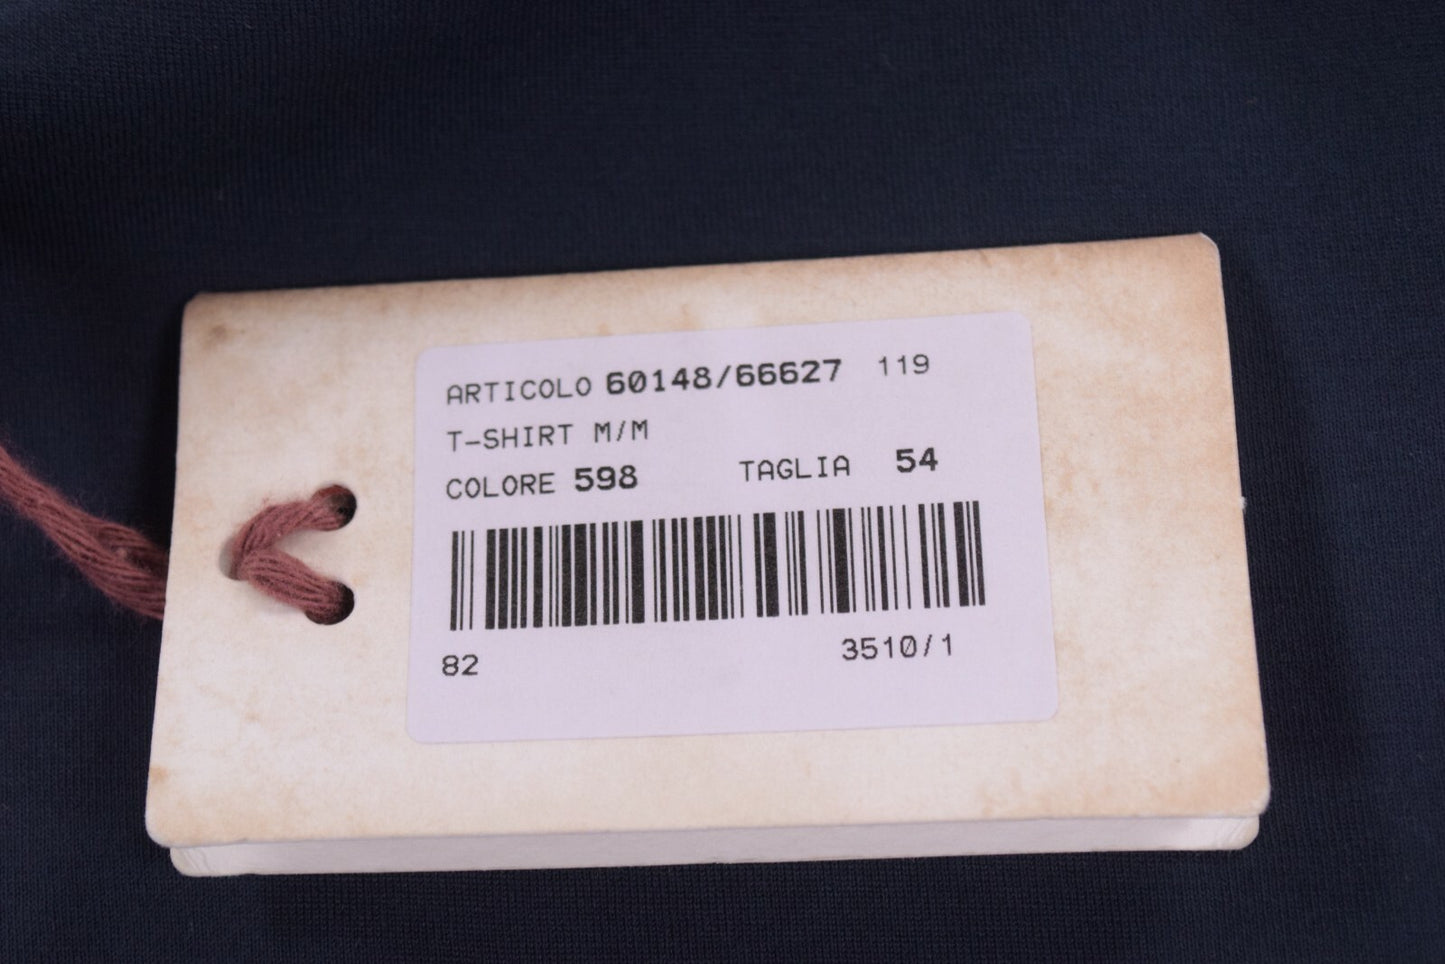 ARTICOLO 60148/66627 119
T-SHIRT M/M
COLORE 598 TAGLIA 54
82 3510/1